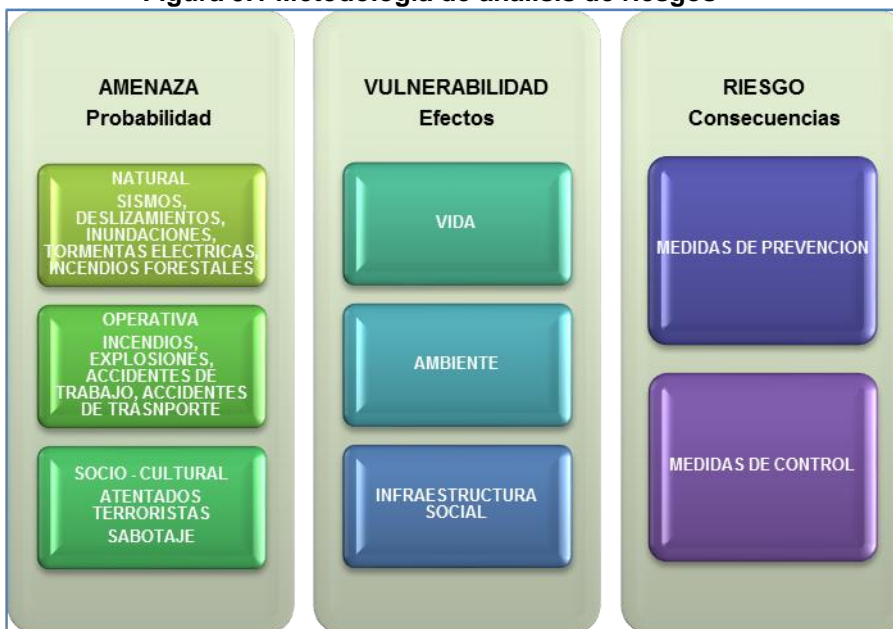 Figura Metodología de análisis de riesgos
AMENAZA
Probabilidad
NATURAL
SISMOS,
DESLIZAMIENTOS,
INUNDACIONES,
TORMENTAS ELECTRICAS,
INCENDIOS FORESTALES
OPERATIVA
INCENDIOS,
EXPLOSIONES,
ACCIDENTES DE
TRABAJO, ACCIDENTES
DE TRASNPORTE
SOCIO - CULTURAL
ATENTADOS
TERRORISTAS
SABOTAJE
VULNERABILIDAD
Efectos
VIDA
AMBIENTE
INFRAESTRUCTURA
SOCIAL
RIESGO
Consecuencias
MEDIDAS DE PREVENCION
MEDIDAS DE CONTROL